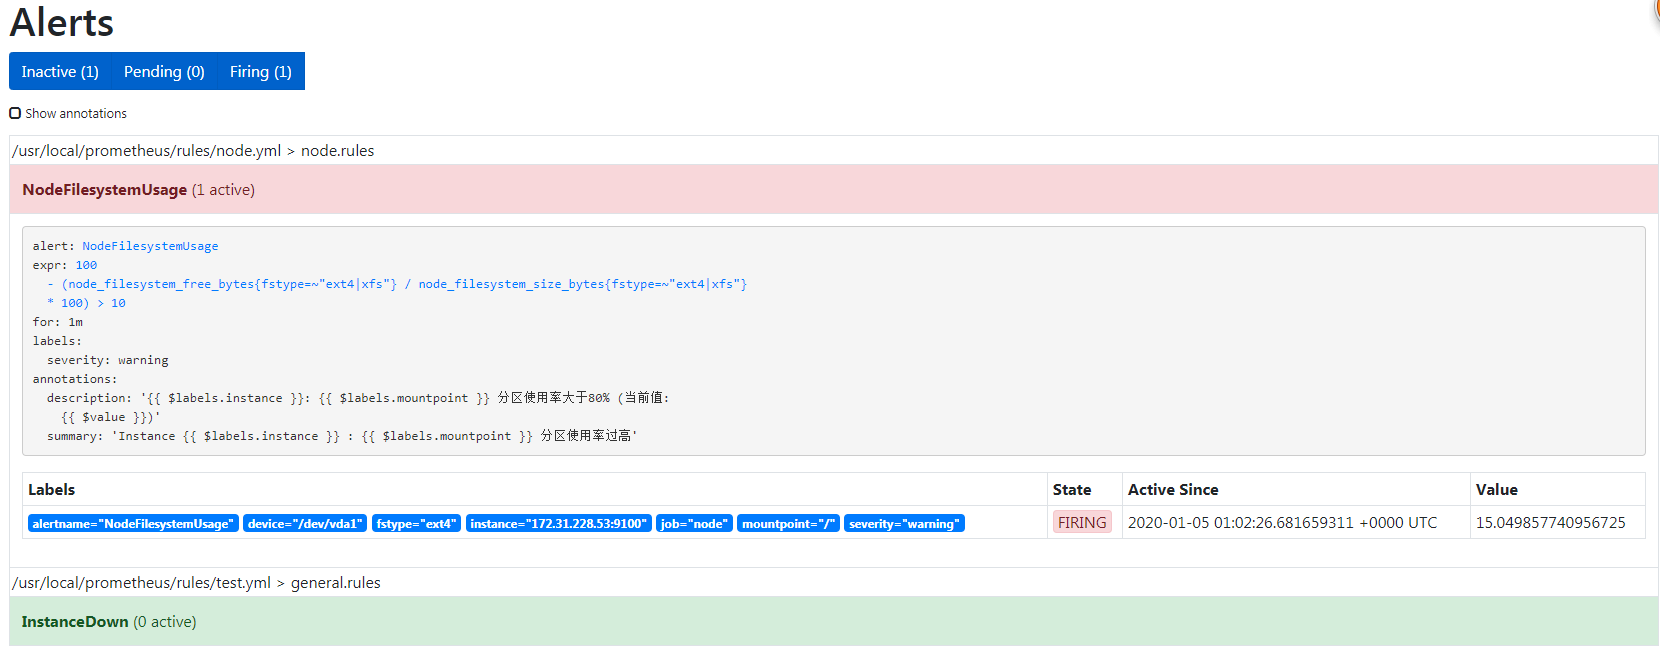 Alerts
Inactive (1) Pending (0) Firing (1)
Show annotations
/usr/local/prometheus/rules/node.yml > node.rules
NodeFilesystemUsage (1 active)
alert: NodeFilesystemUsage
expr: 100
- (node_filesystem_free_bytes{fstype=~"ext4|xfs"} / node_filesystem_size_bytes{fstype=~"ext4|xfs"}
* 100) > 10
for: 1m
labels:
severity: warning
annotations:
description: '{{ $labels.instance }}: {{ $labels.mountpoint }} 分区使用率大于80% (当前值:
{{ $value }})'
summary: 'Instance {{ $labels.instance }} : {{ $labels.mountpoint }} 分区使用率过高'
Labels State Active Since Value
alertname="NodeFilesystemUsage" device="/dev/vda1" fstype="ext4" instance="172.31.228.53:9100" job="node" mountpoint="/" severity="warning" FIRING 2020-01-05 01:02:26.681659311 +0000 UTC 15.049857740956725
/usr/local/prometheus/rules/test.yml > general.rules
InstanceDown (0 active)